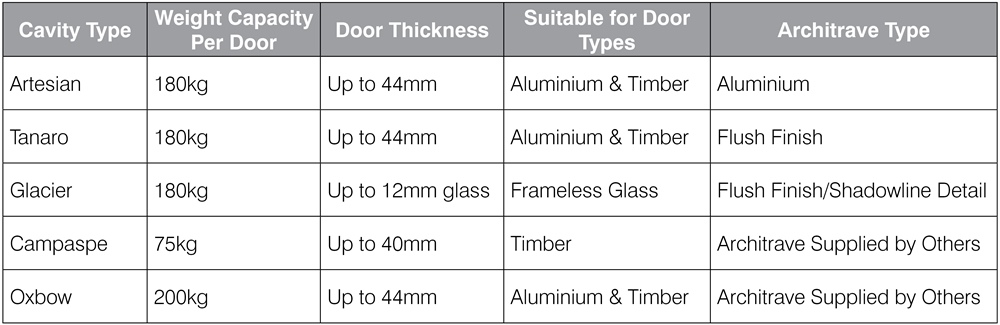 Cavity Type Weight Capacity Per Door Door Thickness Suitable for Door Types Architrave Type
Artesian 180kg Up to 44mm Aluminium & Timber Aluminium
Tanaro 180kg Up to 44mm Aluminium & Timber Flush Finish
Glacier 180kg Up to 12mm glass Frameless Glass Flush Finish/Shadowline Detail
Campaspe 75kg Up to 40mm Timber Architrave Supplied by Others
Oxbow 200kg Up to 44mm Aluminium & Timber Architrave Supplied by Others